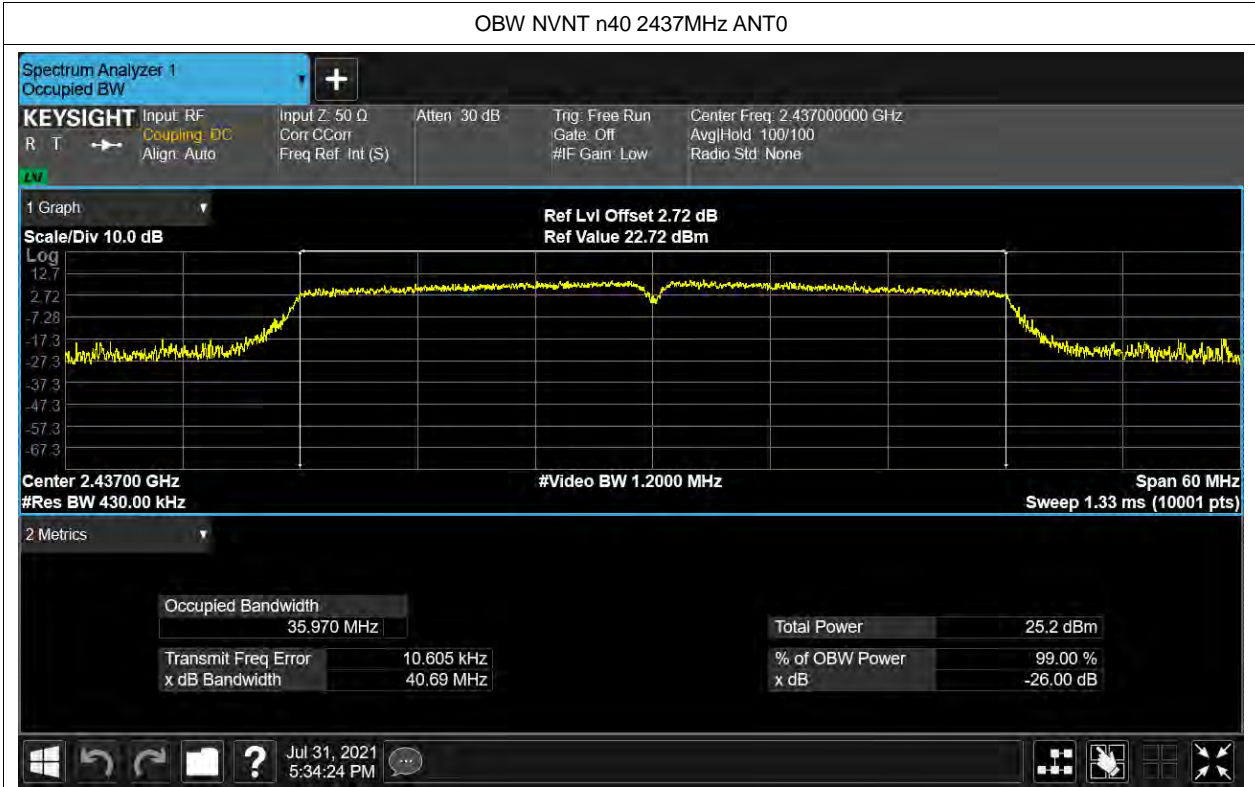 OBW NVNT n40 2437MHz ANT0
Spectrum Analyzer 1
Occupied BW
+
KEYSIGHT
R T
Input: RF
Coupling: DC
Align: Auto
Input Z: 50 Ω
Corr CCorr
Freq Ref: Int (S)
Atten: 30 dB
Trig: Free Run
Gate: Off
#IF Gain: Low
Center Freq: 2.437000000 GHz
Avg|Hold: 100/100
Radio Std: None
1 Graph
Scale/Div 10.0 dB
Ref Lvl Offset 2.72 dB
Ref Value 22.72 dBm
Log
12.7
2.72
-7.28
-17.3
-27.3
-37.3
-47.3
-57.3
-67.3
Center 2.43700 GHz
#Video BW 1.2000 MHz
Span 60 MHz
#Res BW 430.00 kHz
Sweep 1.33 ms (10001 pts)
2 Metrics
Occupied Bandwidth
35.970 MHz
Total Power 25.2 dBm
Transmit Freq Error 10.605 kHz
% of OBW Power 99.00 %
x dB Bandwidth 40.69 MHz
x dB -26.00 dB
?
Jul 31, 2021
5:34:24 PM